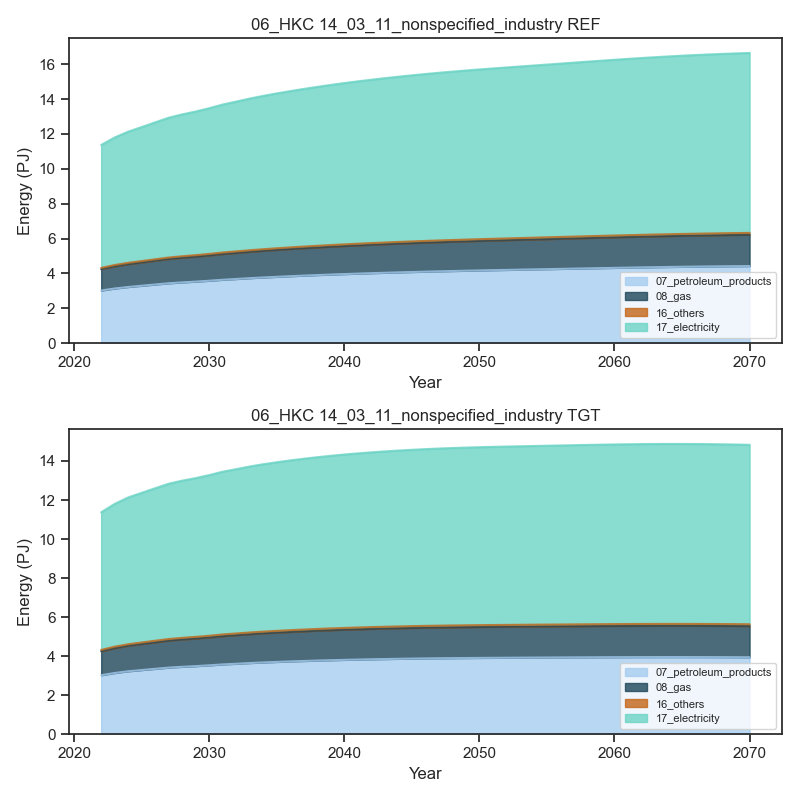 06_HKC 14_03_11_nonspecified_industry REF
Energy (PJ)
16
14
12
10
8
6
4
2
0
07_petroleum_products
08_gas
16_others
17_electricity
2020 2030 2040 2050 2060 2070
Year
06_HKC 14_03_11_nonspecified_industry TGT
Energy (PJ)
14
12
10
8
6
4
2
0
07_petroleum_products
08_gas
16_others
17_electricity
2020 2030 2040 2050 2060 2070
Year